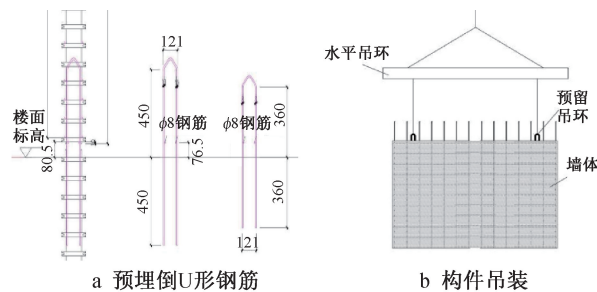 121
450
450
80.5
楼面
标高
ϕ8钢筋
76.5
ϕ8钢筋
360
360
121
水平吊环
预留
吊环
墙体
a 预埋倒U形钢筋
b 构件吊装